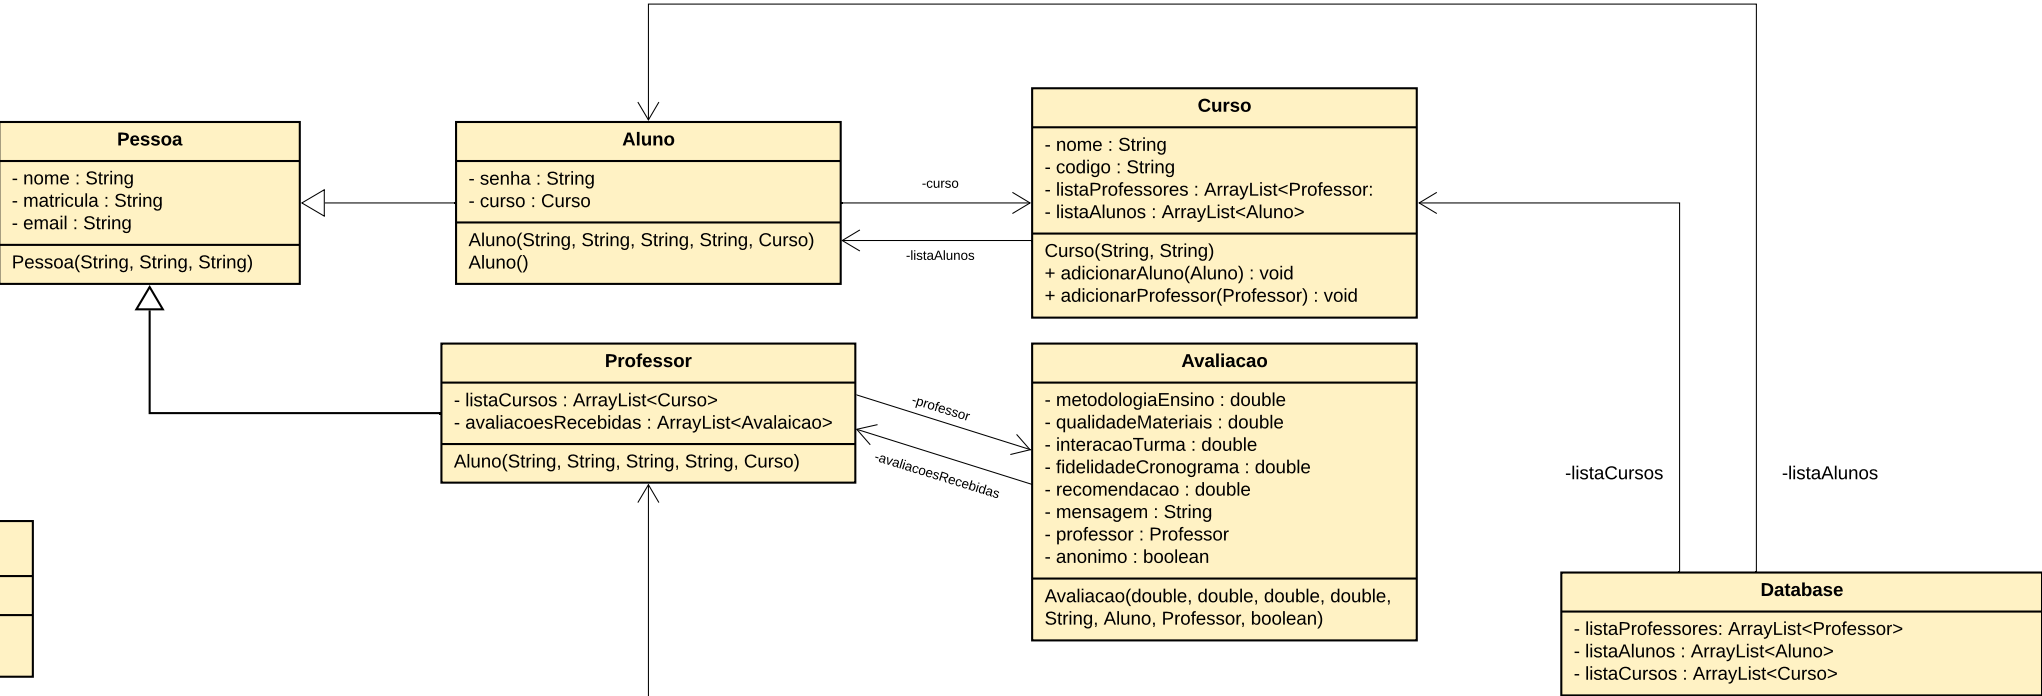 Pessoa
- nome : String
- matricula : String
- email : String
Pessoa(String, String, String)
Aluno
- senha : String
- curso : Curso
Aluno(String, String, String, String, Curso)
Aluno()
-curso
-listaAlunos
Curso
- nome : String
- codigo : String
- listaProfessores : ArrayList<Professor:
- listaAlunos : ArrayList<Aluno>
Curso(String, String)
+ adicionarAluno(Aluno) : void
+ adicionarProfessor(Professor) : void
Professor
- listaCursos : ArrayList<Curso>
- avaliacoesRecebidas : ArrayList<Avalaicao>
Aluno(String, String, String, String, Curso)
-professor
-avaliacoesRecebidas
Avaliacao
- metodologiaEnsino : double
- qualidadeMateriais : double
- interacaoTurma : double
- fidelidadeCronograma : double
- recomendacao : double
- mensagem : String
- professor : Professor
- anonimo : boolean
Avaliacao(double, double, double, double,
String, Aluno, Professor, boolean)
-listaCursos
-listaAlunos
Database
- listaProfessores: ArrayList<Professor>
- listaAlunos : ArrayList<Aluno>
- listaCursos : ArrayList<Curso>